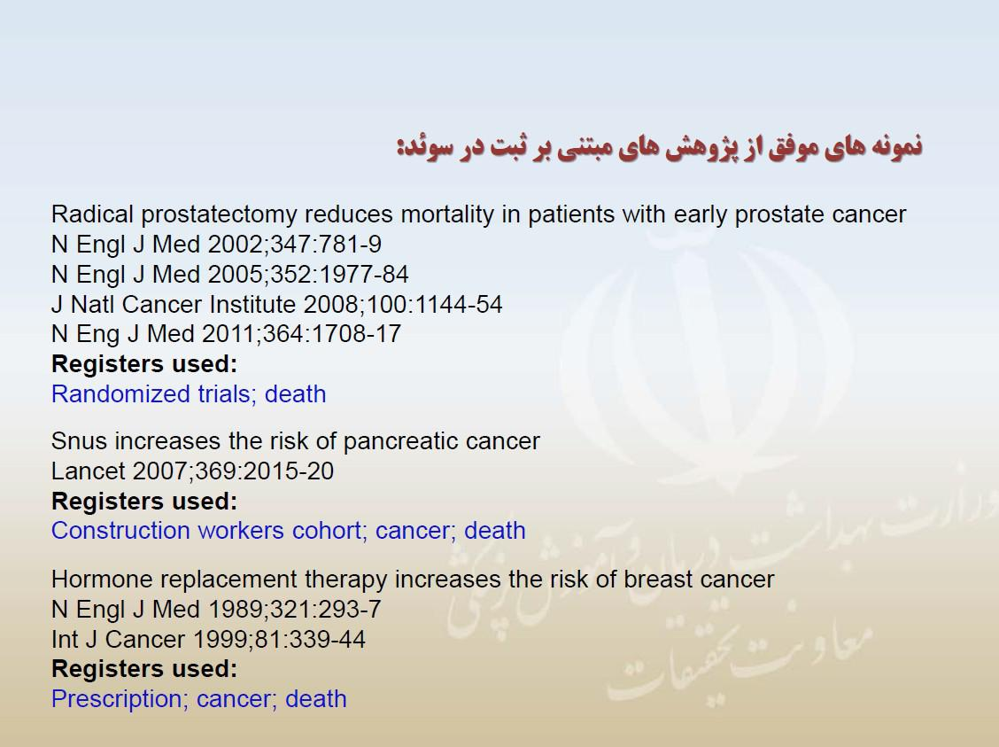 نمونه های موفق از پژوهش های مبتنی بر ثبت در سوئد:
Radical prostatectomy reduces mortality in patients with early prostate cancer
N Engl J Med 2002;347:781-9
N Engl J Med 2005;352:1977-84
J Natl Cancer Institute 2008;100:1144-54
N Eng J Med 2011;364:1708-17
Registers used:
Randomized trials; death
Snus increases the risk of pancreatic cancer
Lancet 2007;369:2015-20
Registers used:
Construction workers cohort; cancer; death
Hormone replacement therapy increases the risk of breast cancer
N Engl J Med 1989;321:293-7
Int J Cancer 1999;81:339-44
Registers used:
Prescription; cancer; death
وزارت بهداشت درمان و آموزش پزشکی
معاونت تحقیقات